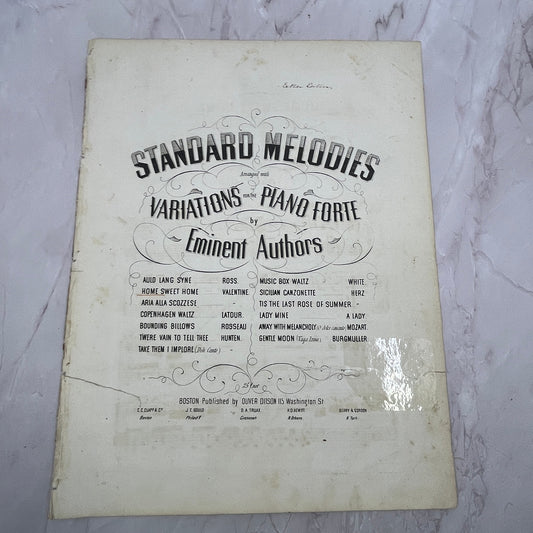 STANDARD MELODIES
Arranged with
VARIATIONS FOR THE PIANO FORTE
by
Eminent Authors
AULD LANG SYNE ROSS. MUSIC BOX WALTZ WHITE.
HOME SWEET HOME VALENTINE. SICILIAN CANZONETTE HERZ
ARIA ALLA SCOZZESE - TIS THE LAST ROSE OF SUMMER -
COPENHAGEN WALTZ LATOUR. LADY MINE A LADY.
BOUNDING BILLOWS ROSSEAU AWAY WITH MELANCHOLY MOZART.
TWERE VAIN TO TELL THEE HUNTEN. GENTLE MOON BURGMULLER
TAKE THEM I IMPLORE
BOSTON Published by OLIVER DITSON 115 Washington St
C.C. CLAPP & Co. J.T. GOULD D.A. TRUAX. H.D. HEWITT BERRY & GORDON
Boston Philad.a Cincinnati N. Orleans N. York